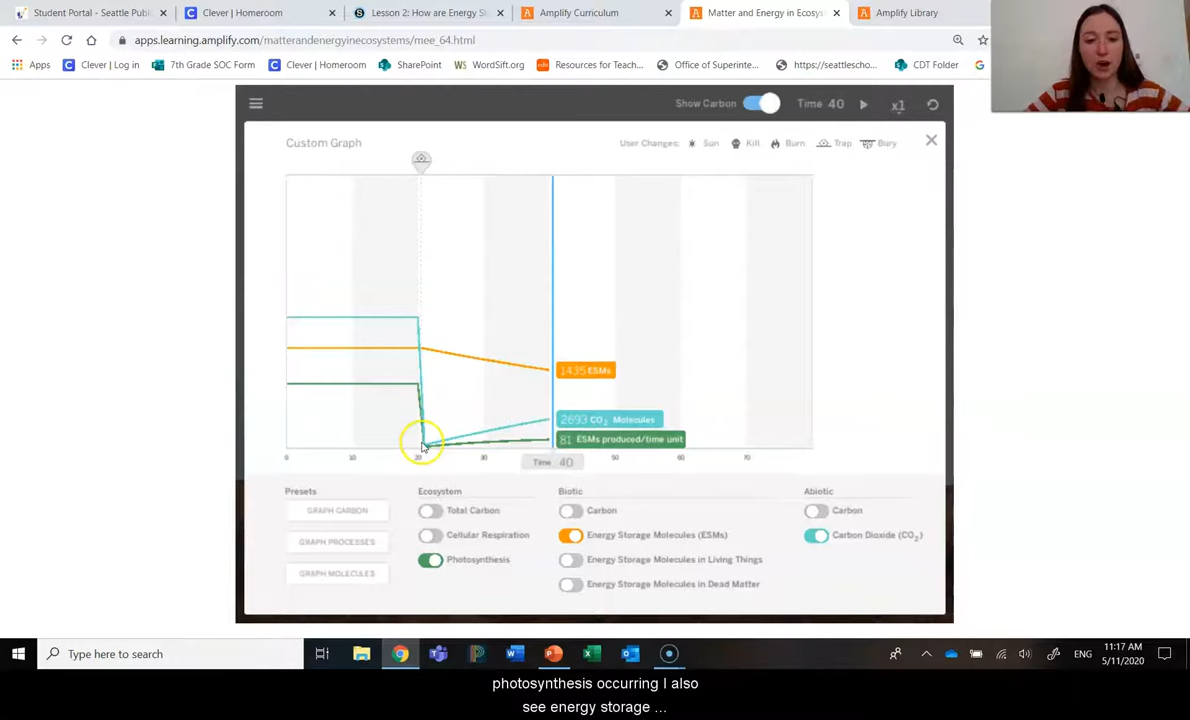 Student Portal - Seattle Publi
Clever | Homeroom
Lesson 2: How are Energy St
Amplify Curriculum
Matter and Energy in Ecosys
Amplify Library
apps.learning.amplify.com/matterandenergyinecosystems/mee_64.html
Apps
Clever | Log in
7th Grade SOC Form
Clever | Homeroom
SharePoint
WordSift.org
Resources for Teac...
Office of Superinte...
https://seattlescho...
CDT Folder
Show Carbon
Time 40
x1
Custom Graph
User Changes:
Sun
Kill
Burn
Trap
Bury
1435 ESMs
2693 CO₂ Molecules
81 ESMs produced/time unit
0 10 20 30 50 60 70
Time 40
Presets
GRAPH CARBON
GRAPH PROCESSES
GRAPH MOLECULES
Ecosystem
Total Carbon
Cellular Respiration
Photosynthesis
Biotic
Carbon
Energy Storage Molecules (ESMs)
Energy Storage Molecules in Living Things
Energy Storage Molecules in Dead Matter
Abiotic
Carbon
Carbon Dioxide (CO₂)
Type here to search
ENG
11:17 AM
5/11/2020
photosynthesis occurring I also
see energy storage ...